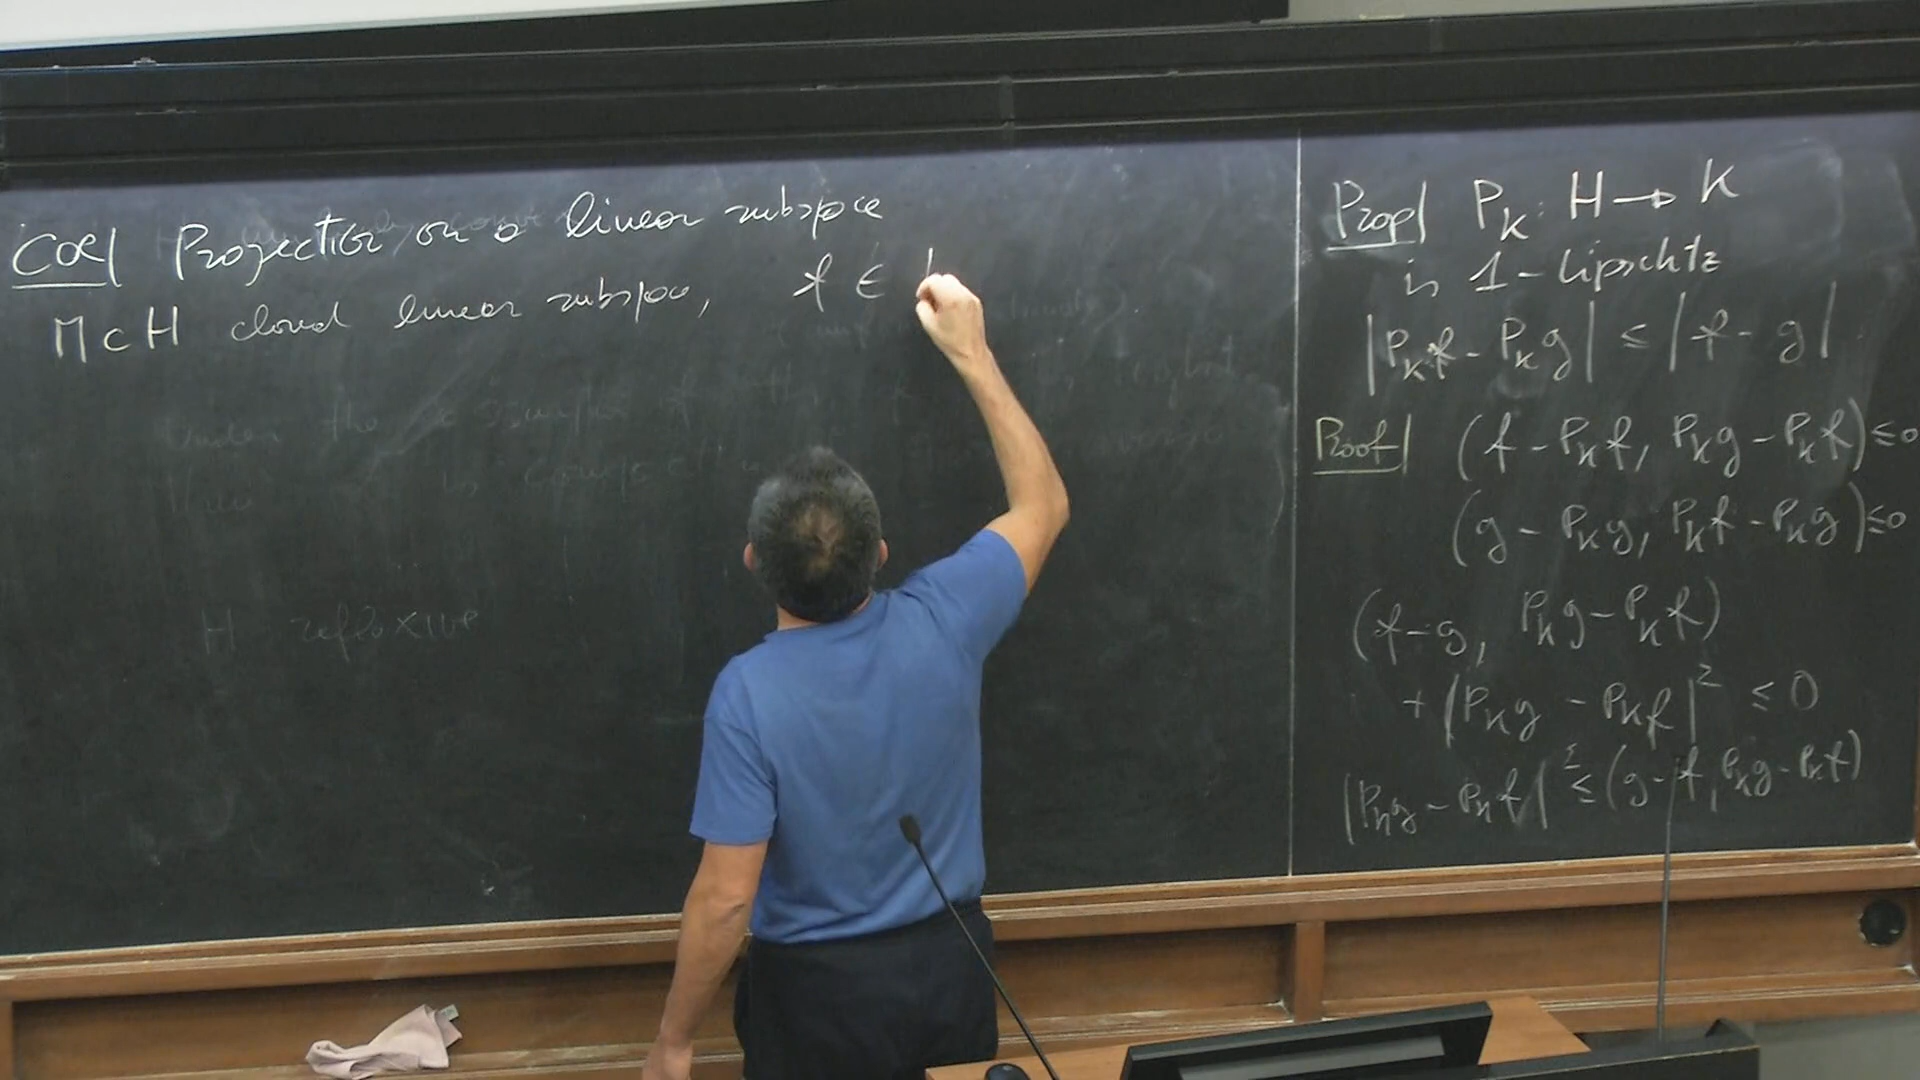 Cor| Projection on a linear subspace
M ⊂ H closed linear subspace, f ∈
H reflexive
Prop| P_K : H → K
is 1-Lipschitz
|P_K f - P_K g| ≤ |f - g|
Proof| (f - P_K f, P_K g - P_K f) ≤ 0
(g - P_K g, P_K f - P_K g) ≤ 0
(f - g, P_K g - P_K f)
+ |P_K g - P_K f|² ≤ 0
|P_K g - P_K f|² ≤ (g - f, P_K g - P_K f)